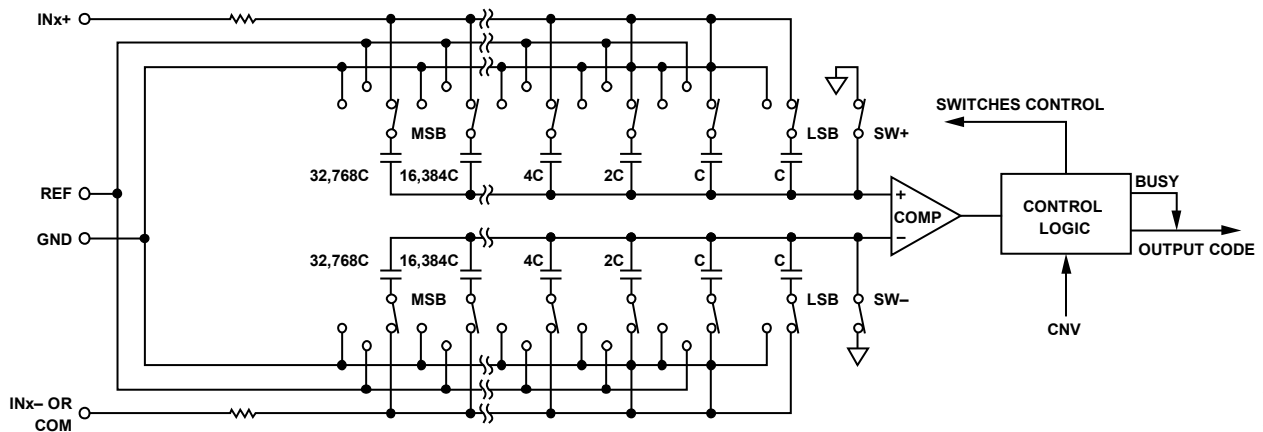 INx+
SWITCHES CONTROL
MSB
LSB
SW+
32,768C 16,384C 4C 2C C C
REF
BUSY
+
COMP
–
CONTROL
LOGIC
GND
OUTPUT CODE
32,768C 16,384C 4C 2C C C
MSB
LSB
SW–
CNV
INx– OR
COM